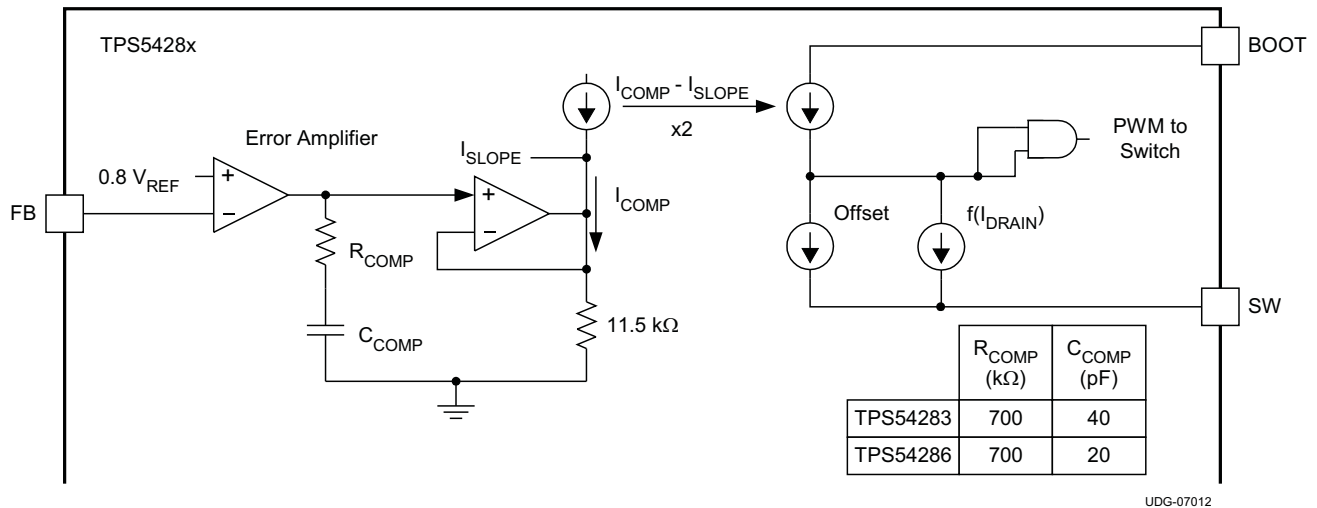 TPS5428x
BOOT
I_COMP - I_SLOPE
x2
Error Amplifier
PWM to
Switch
I_SLOPE
0.8 V_REF
+
−
+
−
I_COMP
FB
Offset
f(I_DRAIN)
R_COMP
C_COMP
11.5 kΩ
SW
R_COMP
(kΩ)
C_COMP
(pF)
TPS54283 700 40
TPS54286 700 20
UDG-07012